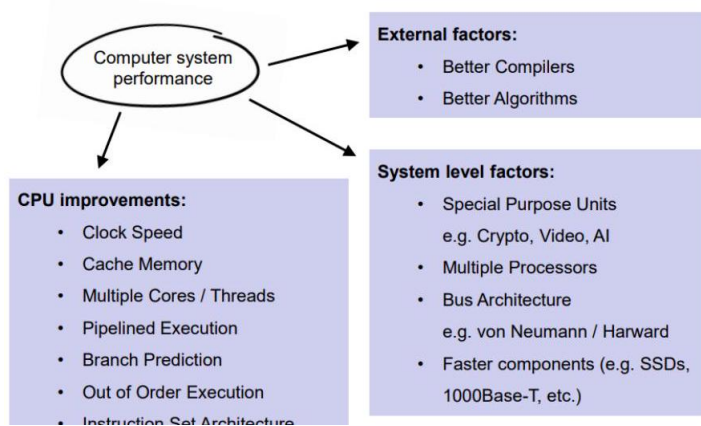 Computer system
performance
External factors:
• Better Compilers
• Better Algorithms
System level factors:
• Special Purpose Units
e.g. Crypto, Video, AI
• Multiple Processors
• Bus Architecture
e.g. von Neumann / Harward
• Faster components (e.g. SSDs,
1000Base-T, etc.)
CPU improvements:
• Clock Speed
• Cache Memory
• Multiple Cores / Threads
• Pipelined Execution
• Branch Prediction
• Out of Order Execution
• Instruction Set Architecture